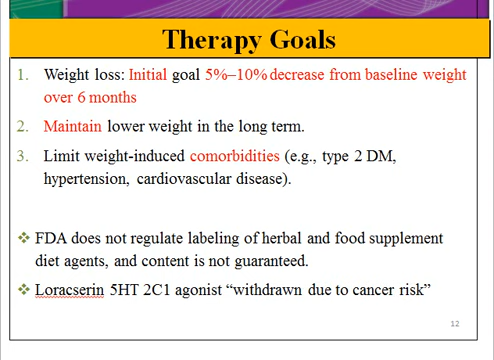 Therapy Goals
1. Weight loss: Initial goal 5%–10% decrease from baseline weight
over 6 months
2. Maintain lower weight in the long term.
3. Limit weight-induced comorbidities (e.g., type 2 DM,
hypertension, cardiovascular disease).
❖ FDA does not regulate labeling of herbal and food supplement
diet agents, and content is not guaranteed.
❖ Loracserin 5HT 2C1 agonist “withdrawn due to cancer risk”
12